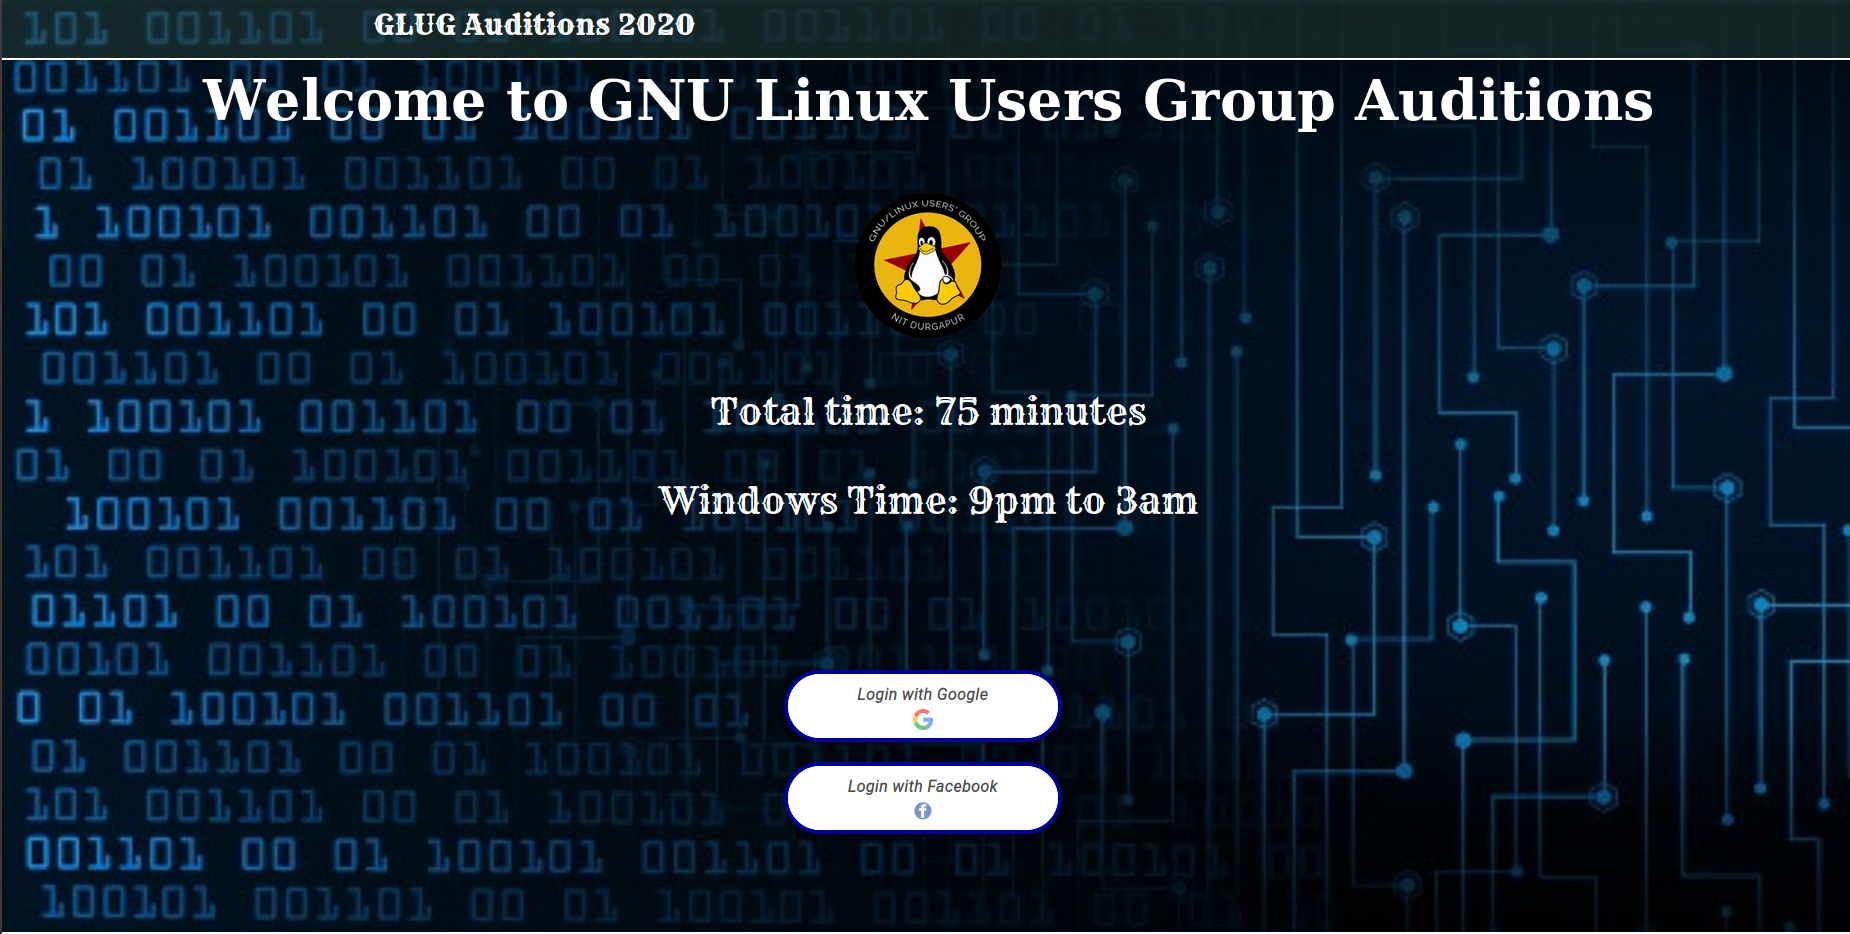 GLUG Auditions 2020
Welcome to GNU Linux Users Group Auditions
GNU/LINUX USERS' GROUP
NIT DURGAPUR
Total time: 75 minutes
Windows Time: 9pm to 3am
Login with Google
Login with Facebook